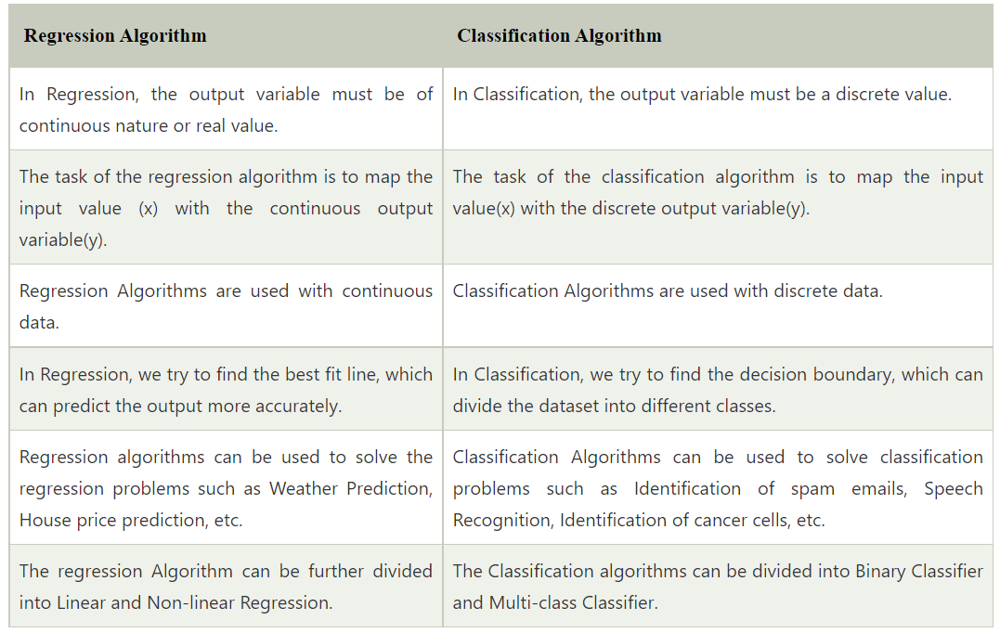 Regression Algorithm
Classification Algorithm
In Regression, the output variable must be of
continuous nature or real value.
In Classification, the output variable must be a discrete value.
The task of the regression algorithm is to map the
input value (x) with the continuous output
variable(y).
The task of the classification algorithm is to map the input
value(x) with the discrete output variable(y).
Regression Algorithms are used with continuous
data.
Classification Algorithms are used with discrete data.
In Regression, we try to find the best fit line, which
can predict the output more accurately.
In Classification, we try to find the decision boundary, which can
divide the dataset into different classes.
Regression algorithms can be used to solve the
regression problems such as Weather Prediction,
House price prediction, etc.
Classification Algorithms can be used to solve classification
problems such as Identification of spam emails, Speech
Recognition, Identification of cancer cells, etc.
The regression Algorithm can be further divided
into Linear and Non-linear Regression.
The Classification algorithms can be divided into Binary Classifier
and Multi-class Classifier.